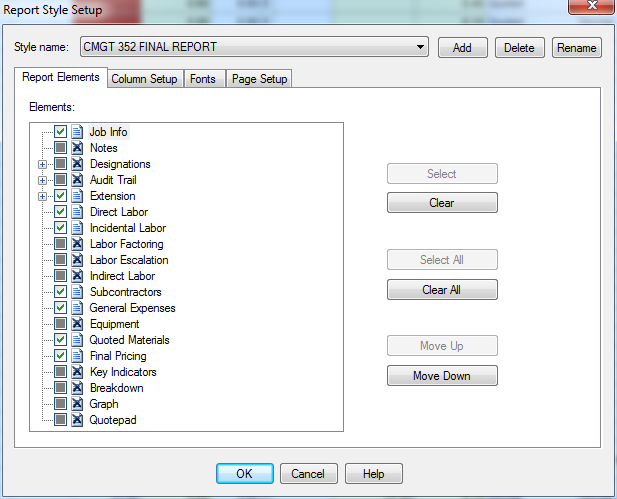 Report Style Setup
Style name: CMGT 352 FINAL REPORT Add Delete Rename
Report Elements Column Setup Fonts Page Setup
Elements:
Job Info
Notes
Designations
Audit Trail
Extension
Direct Labor
Incidental Labor
Labor Factoring
Labor Escalation
Indirect Labor
Subcontractors
General Expenses
Equipment
Quoted Materials
Final Pricing
Key Indicators
Breakdown
Graph
Quotepad
Select
Clear
Select All
Clear All
Move Up
Move Down
OK Cancel Help